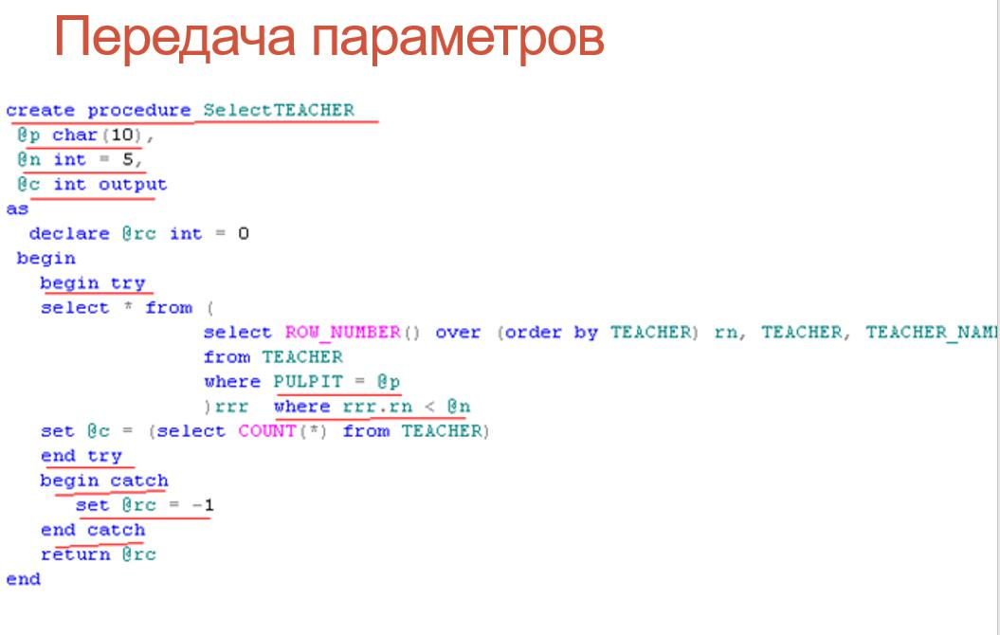 Передача параметров
create procedure SelectTEACHER
@p char(10),
@n int = 5,
@c int output
as
declare @rc int = 0
begin
begin try
select * from (
select ROW_NUMBER() over (order by TEACHER) rn, TEACHER,
from TEACHER
where PULPIT = @p
)rrr where rrr.rn < @n
set @c = (select COUNT(*) from TEACHER)
end try
begin catch
set @rc = -1
end catch
return @rc
end